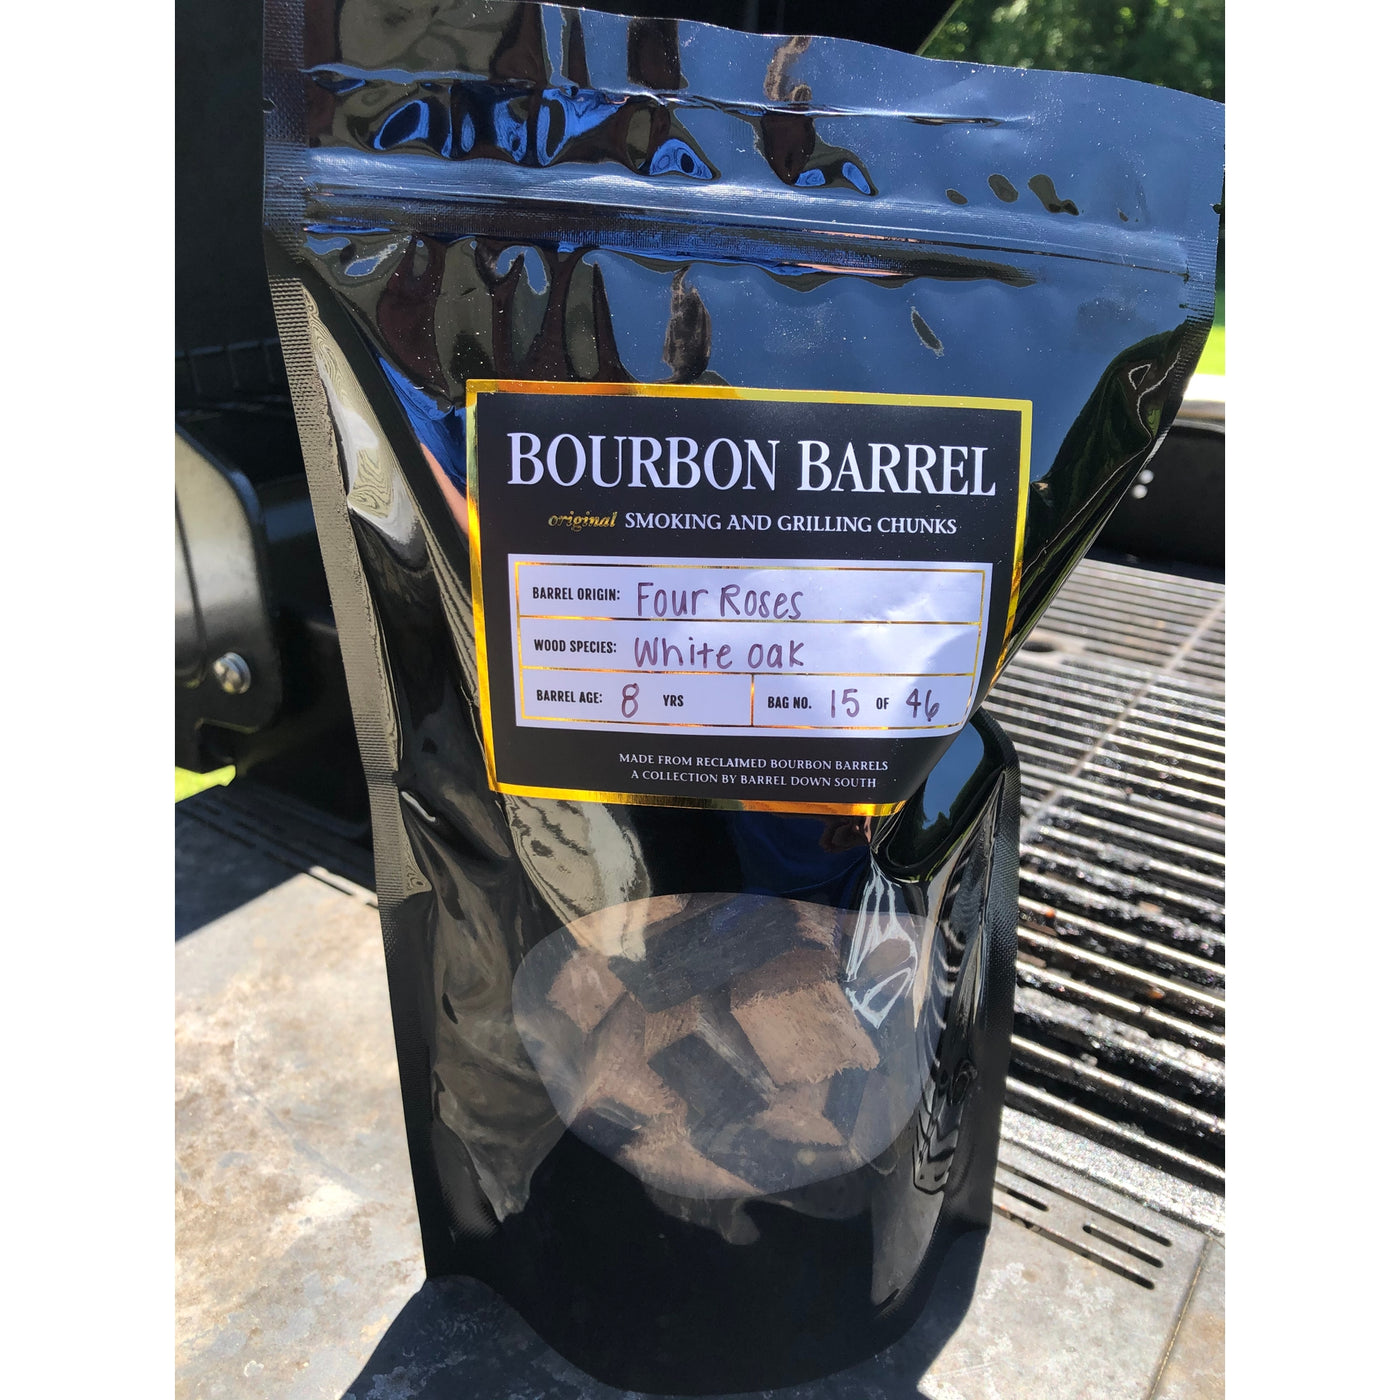 BOURBON BARREL
original SMOKING AND GRILLING CHUNKS
BARREL ORIGIN: Four Roses
WOOD SPECIES: White oak
BARREL AGE: 8 YRS BAG NO. 15 OF 46
MADE FROM RECLAIMED BOURBON BARRELS
A COLLECTION BY BARREL DOWN SOUTH